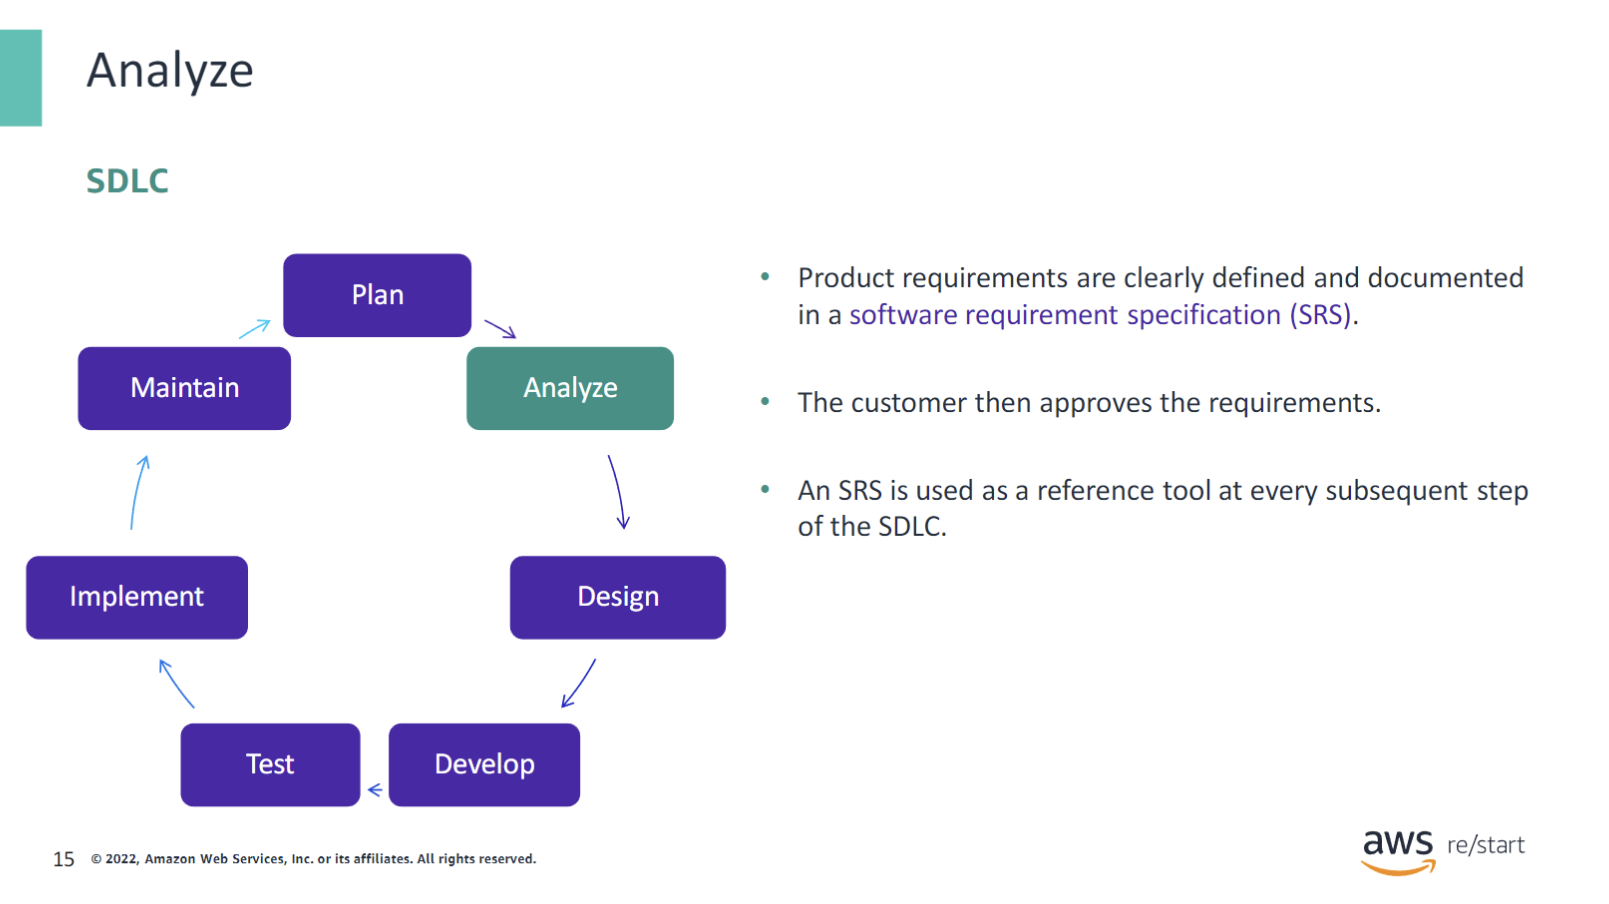 Analyze
SDLC
Plan
Maintain
Analyze
Implement
Design
Test
Develop
• Product requirements are clearly defined and documented
in a software requirement specification (SRS).
• The customer then approves the requirements.
• An SRS is used as a reference tool at every subsequent step
of the SDLC.
15 © 2022, Amazon Web Services, Inc. or its affiliates. All rights reserved.
aws re/start